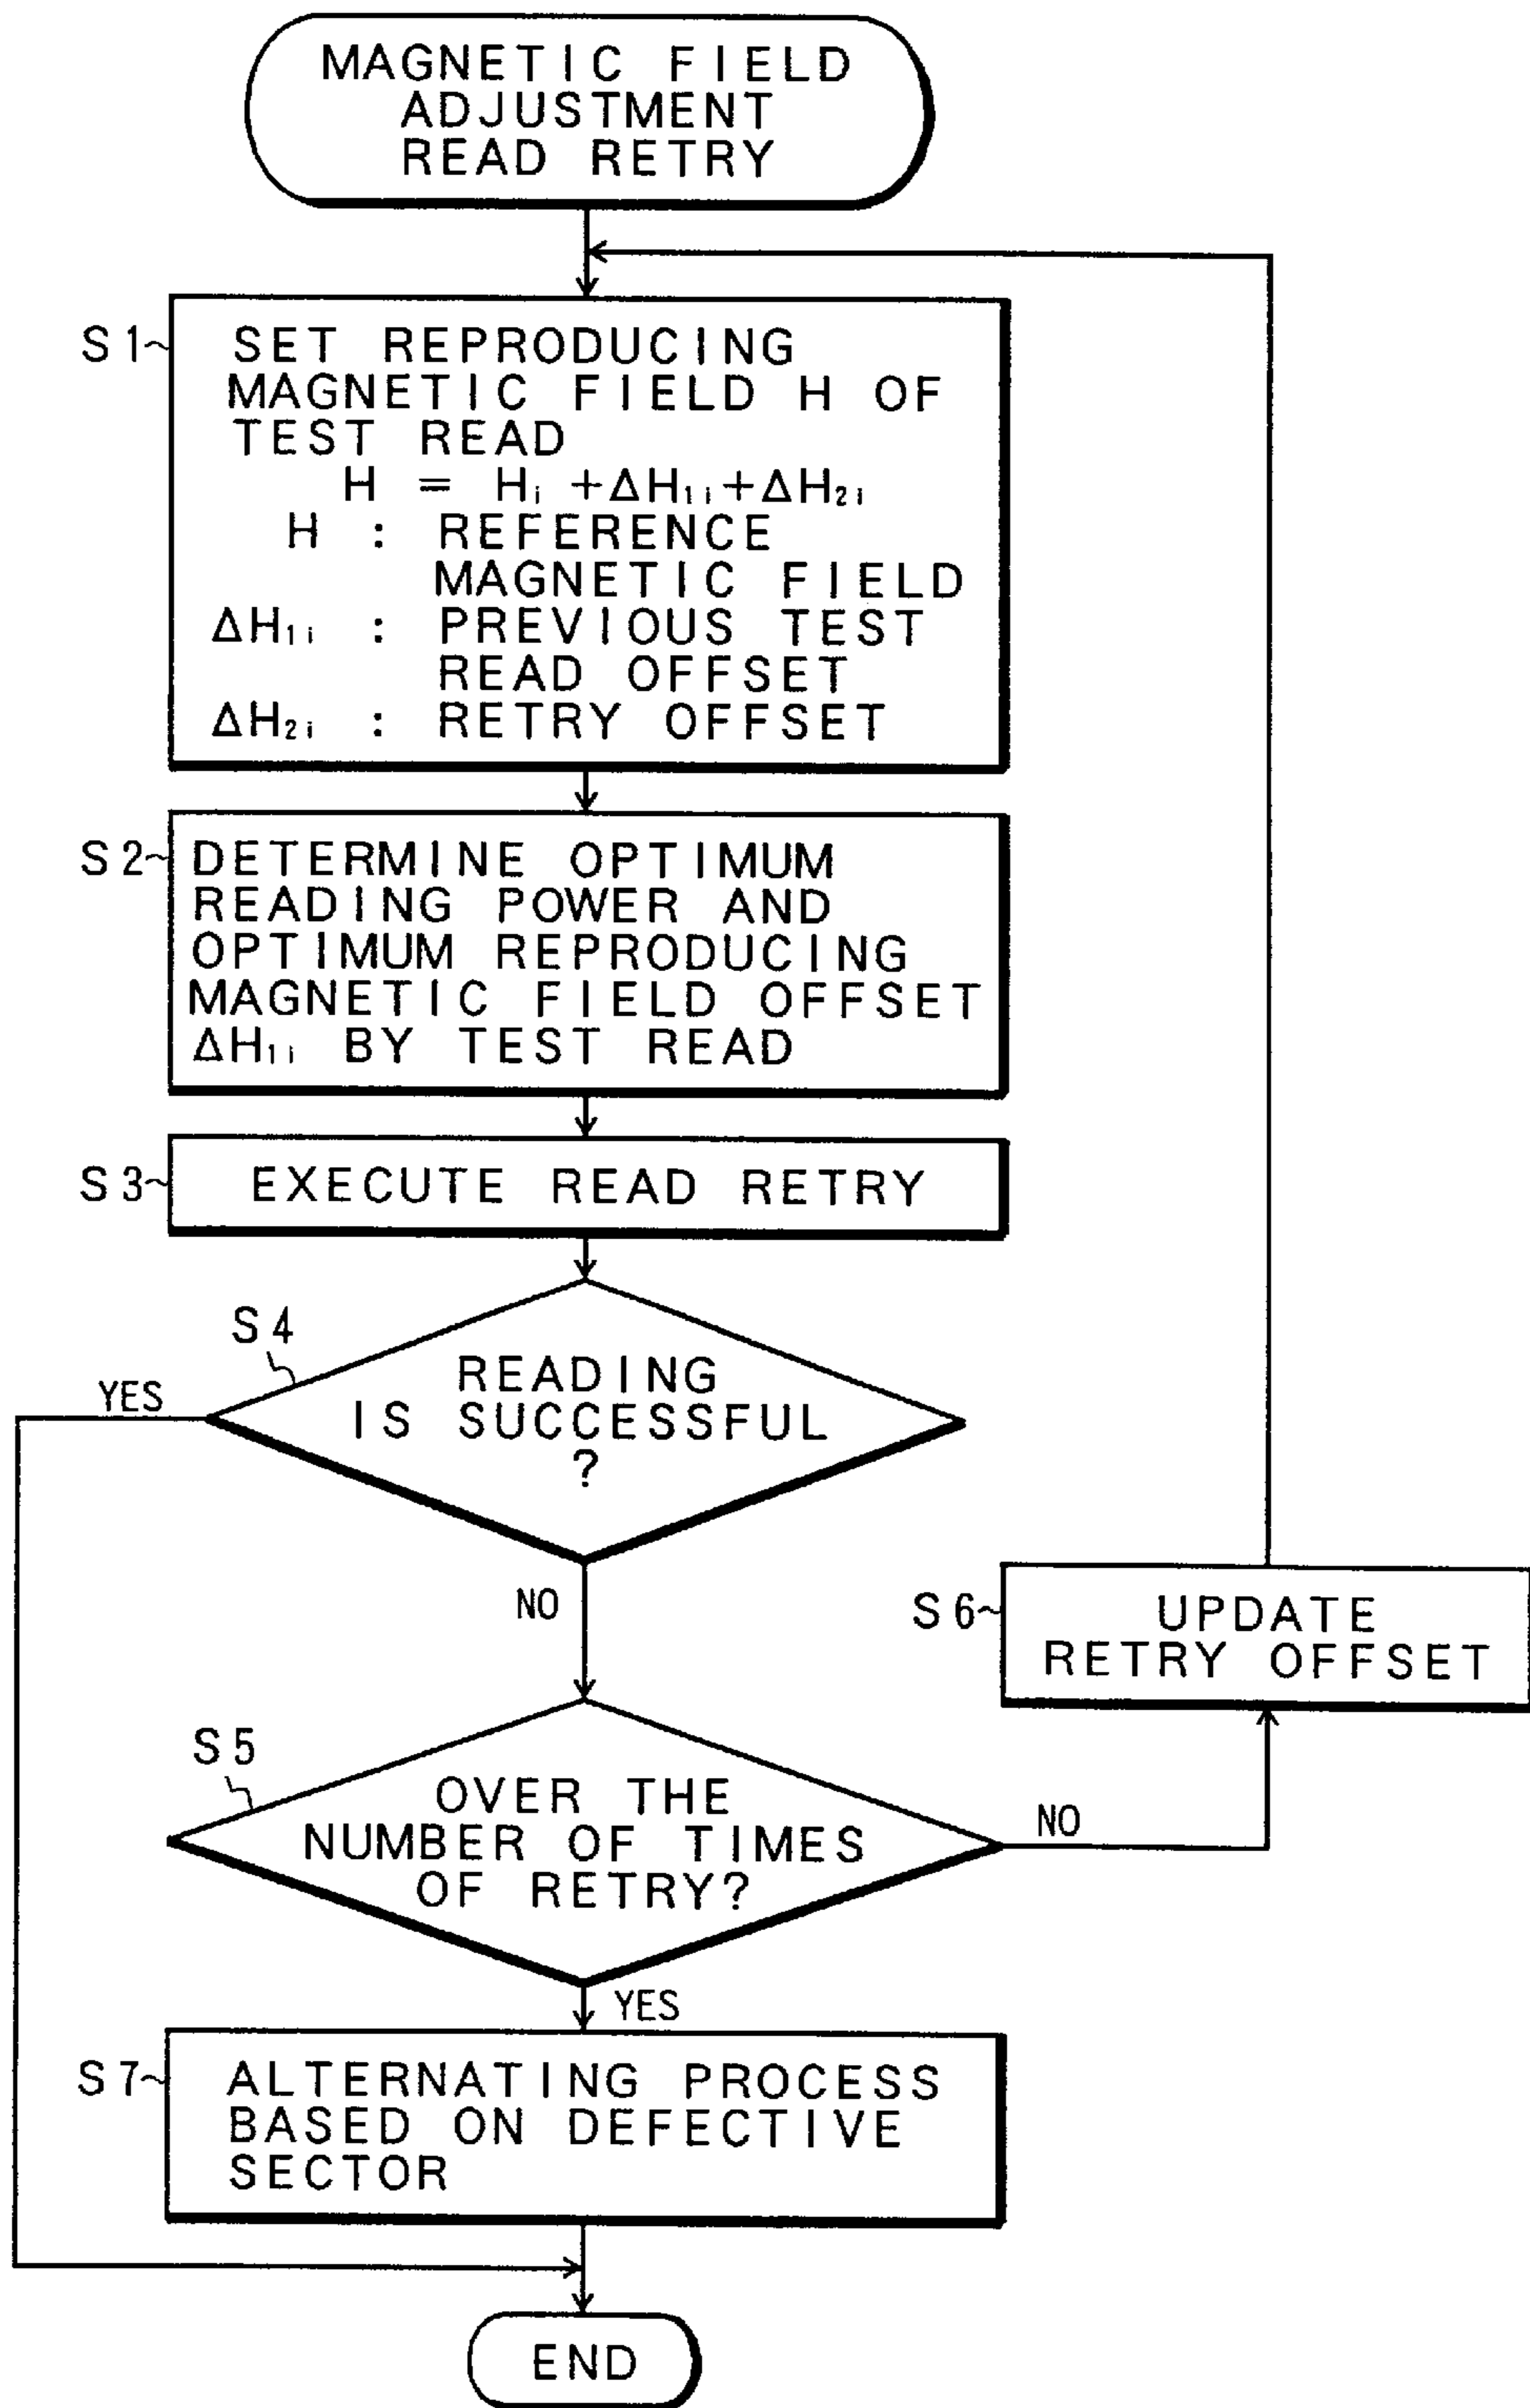 MAGNETIC FIELD
ADJUSTMENT
READ RETRY
S1
SET REPRODUCING
MAGNETIC FIELD H OF
TEST READ
H = Hi +ΔH1i+ΔH2i
H : REFERENCE
MAGNETIC FIELD
ΔH1i : PREVIOUS TEST
READ OFFSET
ΔH2i : RETRY OFFSET
S2
DETERMINE OPTIMUM
READING POWER AND
OPTIMUM REPRODUCING
MAGNETIC FIELD OFFSET
ΔH1i BY TEST READ
S3
EXECUTE READ RETRY
S4
READING
IS SUCCESSFUL
?
YES
NO
S6
UPDATE
RETRY OFFSET
S5
OVER THE
NUMBER OF TIMES
OF RETRY?
NO
YES
S7
ALTERNATING PROCESS
BASED ON DEFECTIVE
SECTOR
END